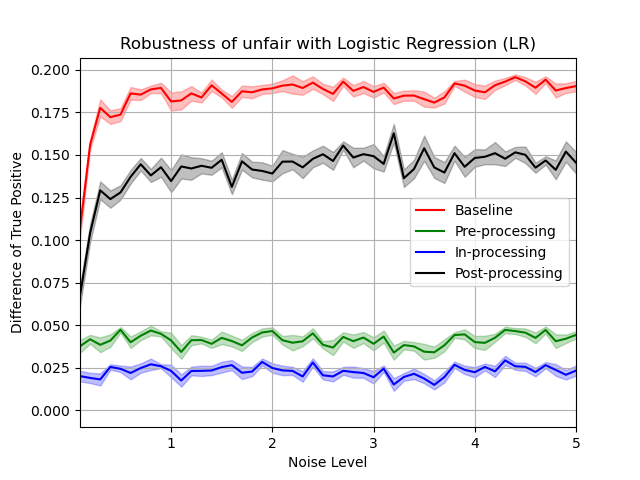 Robustness of unfair with Logistic Regression (LR)
Difference of True Positive
0.200
0.175
0.150
0.125
0.100
0.075
0.050
0.025
0.000
Baseline
Pre-processing
In-processing
Post-processing
1 2 3 4 5
Noise Level